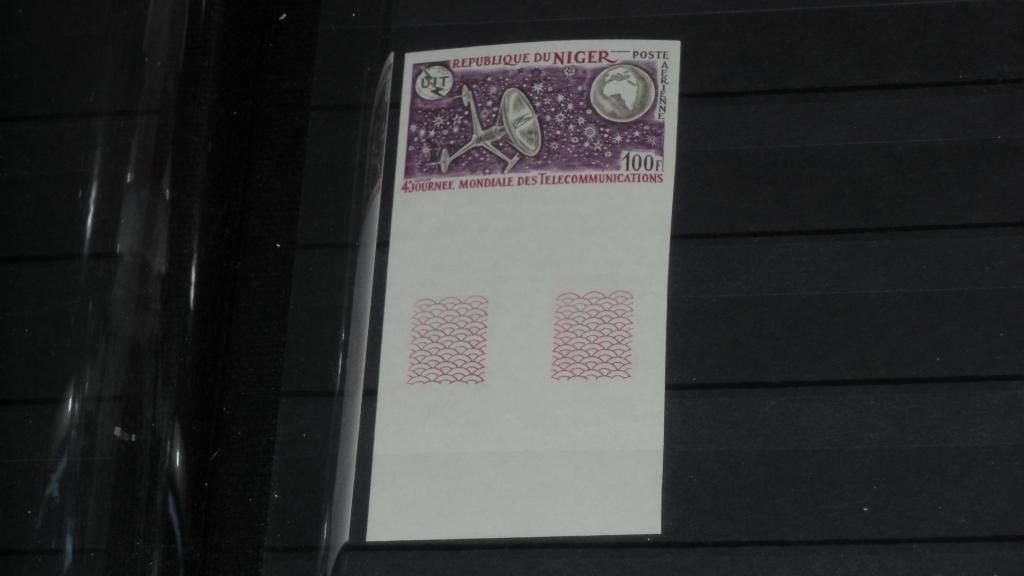 REPUBLIQUE DU NIGER
POSTE AERIENNE
UIT
100F
4E JOURNEE MONDIALE DES TELECOMMUNICATIONS